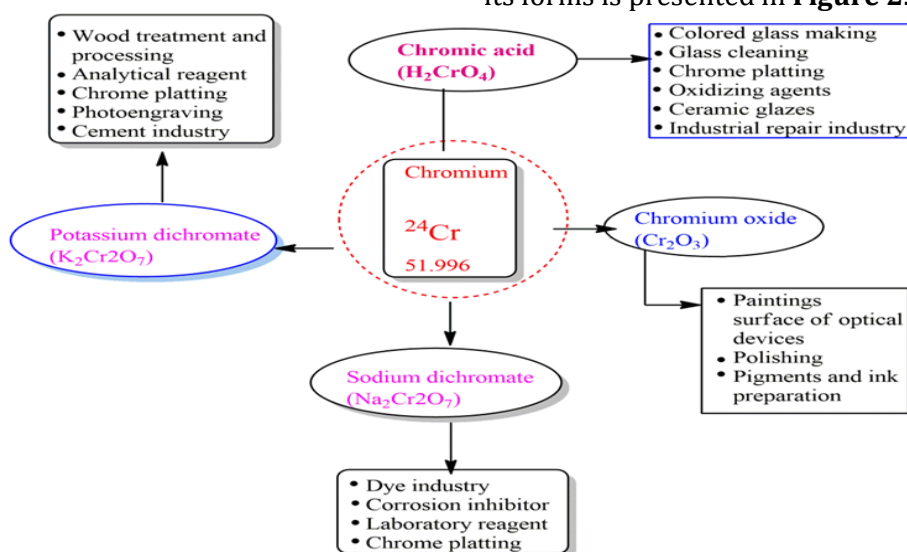 its forms is presented in Figure 2.
• Wood treatment and
processing
• Analytical reagent
• Chrome platting
• Photoengraving
• Cement industry
Chromic acid
(H₂CrO₄)
• Colored glass making
• Glass cleaning
• Chrome platting
• Oxidizing agents
• Ceramic glazes
• Industrial repair industry
Chromium
²⁴Cr
51.996
Potassium dichromate
(K₂Cr2O₇)
Chromium oxide
(Cr₂O₃)
• Paintings
surface of optical
devices
• Polishing
• Pigments and ink
preparation
Sodium dichromate
(Na₂Cr2O₇)
• Dye industry
• Corrosion inhibitor
• Laboratory reagent
• Chrome platting